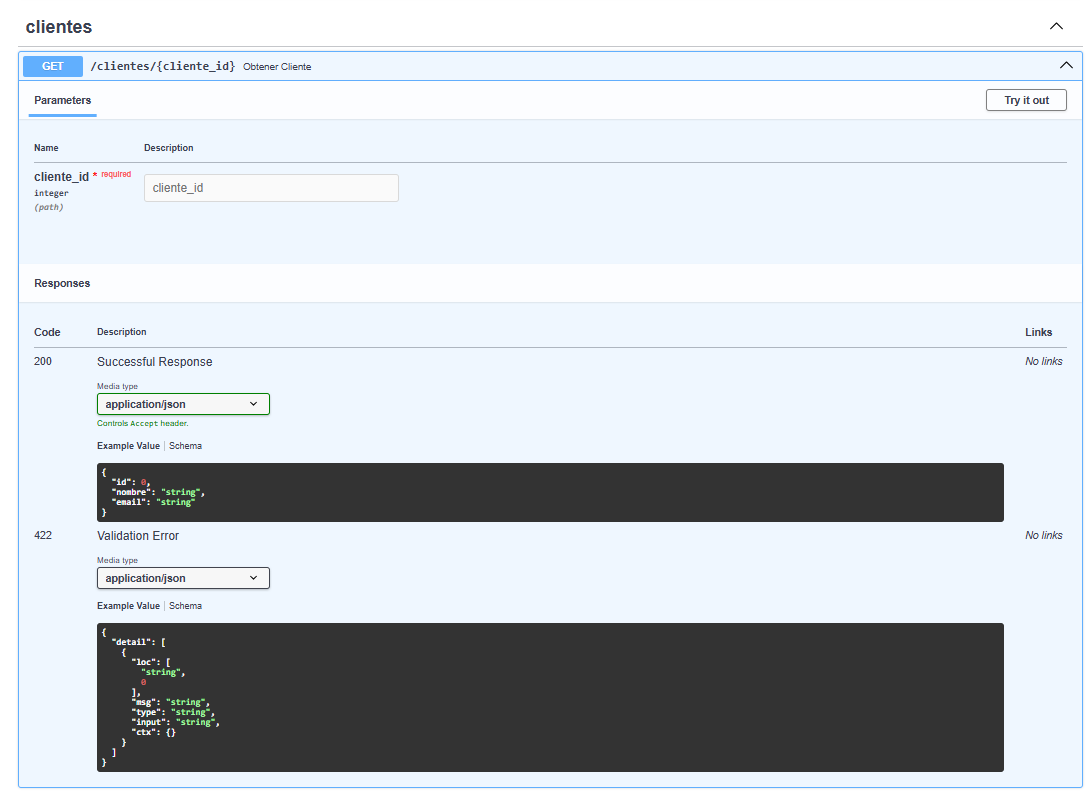 clientes
GET /clientes/{cliente_id} Obtener Cliente
Parameters
Try it out
Name Description
cliente_id * required
integer
(path)
cliente_id
Responses
Code Description Links
200 Successful Response No links
Media type
application/json
Controls Accept header.
Example Value | Schema
{
  "id": 0,
  "nombre": "string",
  "email": "string"
}
422 Validation Error No links
Media type
application/json
Example Value | Schema
{
  "detail": [
    {
      "loc": [
        "string",
        0
      ],
      "msg": "string",
      "type": "string",
      "input": "string",
      "ctx": {}
    }
  ]
}